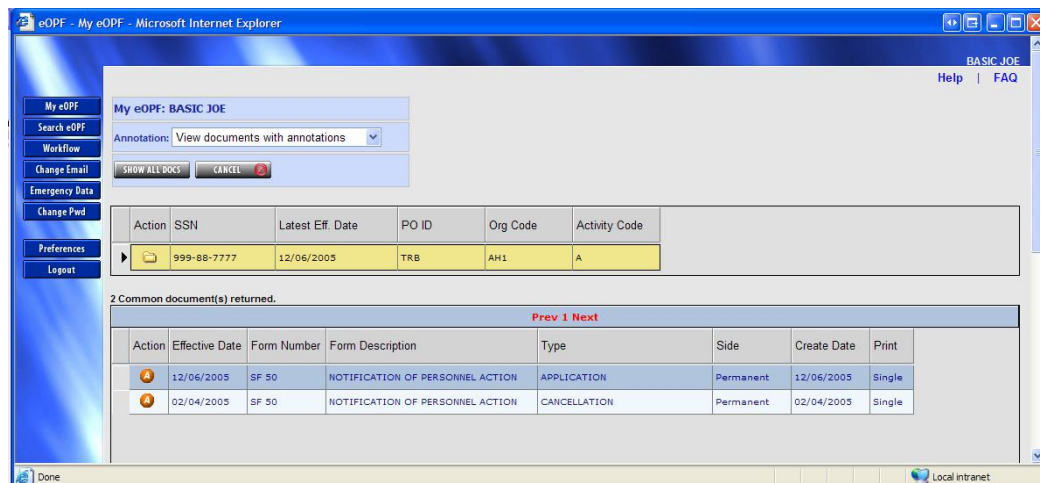 eOPF - My eOPF - Microsoft Internet Explorer
BASIC JOE
Help | FAQ
My eOPF
Search eOPF
Workflow
Change Email
Emergency Data
Change Pwd
Preferences
Logout
My eOPF: BASIC JOE
Annotation: View documents with annotations
SHOW ALL DOCS CANCEL
Action SSN Latest Eff. Date PO ID Org Code Activity Code
999-88-7777 12/06/2005 TRB AH1 A
2 Common document(s) returned.
Prev 1 Next
Action Effective Date Form Number Form Description Type Side Create Date Print
A 12/06/2005 SF 50 NOTIFICATION OF PERSONNEL ACTION APPLICATION Permanent 12/06/2005 Single
A 02/04/2005 SF 50 NOTIFICATION OF PERSONNEL ACTION CANCELLATION Permanent 02/04/2005 Single
Done Local intranet